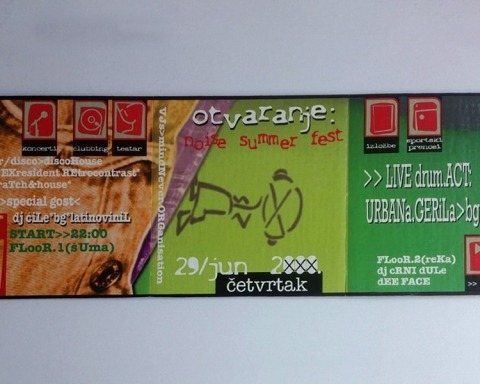 koncerti
clubbing
teatar
r/disco>discoHouse
EXresident REtrocontrast*
raTch&house*
>special gost<
dj ciLe*bg*latinoviniL
START>>22:00
FLooR.1(šUma)
otvaranje:
noise summer fest
29/jun
četvrtak
izložbe
sportski
prenosi
>> LIVE drum.ACT:
URBANa.GERiLa>bg
FLooR.2(reKa)
dj cRNI dULe
dEE FACE
>>